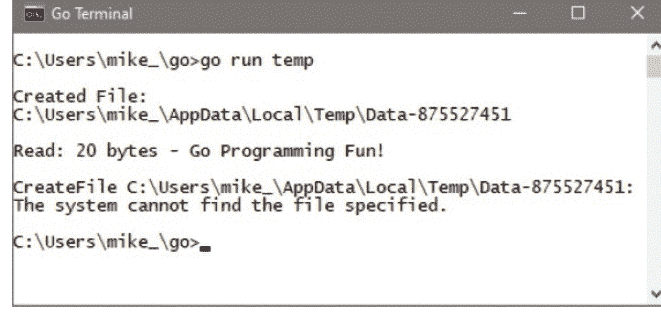 Go Terminal
C:\Users\mike_\go>go run temp
Created File:
C:\Users\mike_\AppData\Local\Temp\Data-875527451
Read: 20 bytes - Go Programming Fun!
CreateFile C:\Users\mike_\AppData\Local\Temp\Data-875527451:
The system cannot find the file specified.
C:\Users\mike_\go>